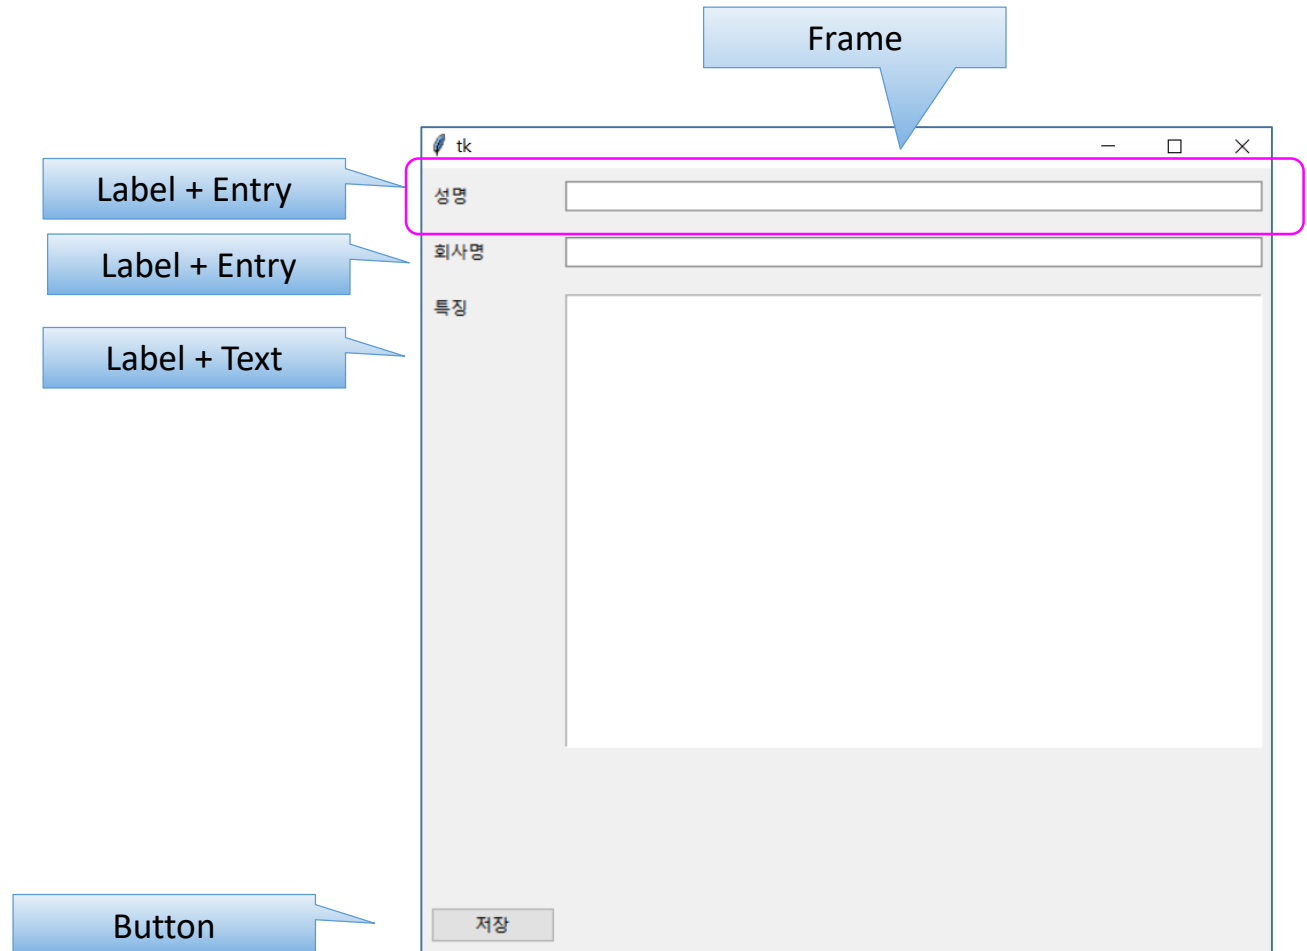 Frame
tk
Label + Entry
성명
Label + Entry
회사명
특징
Label + Text
Button
저장